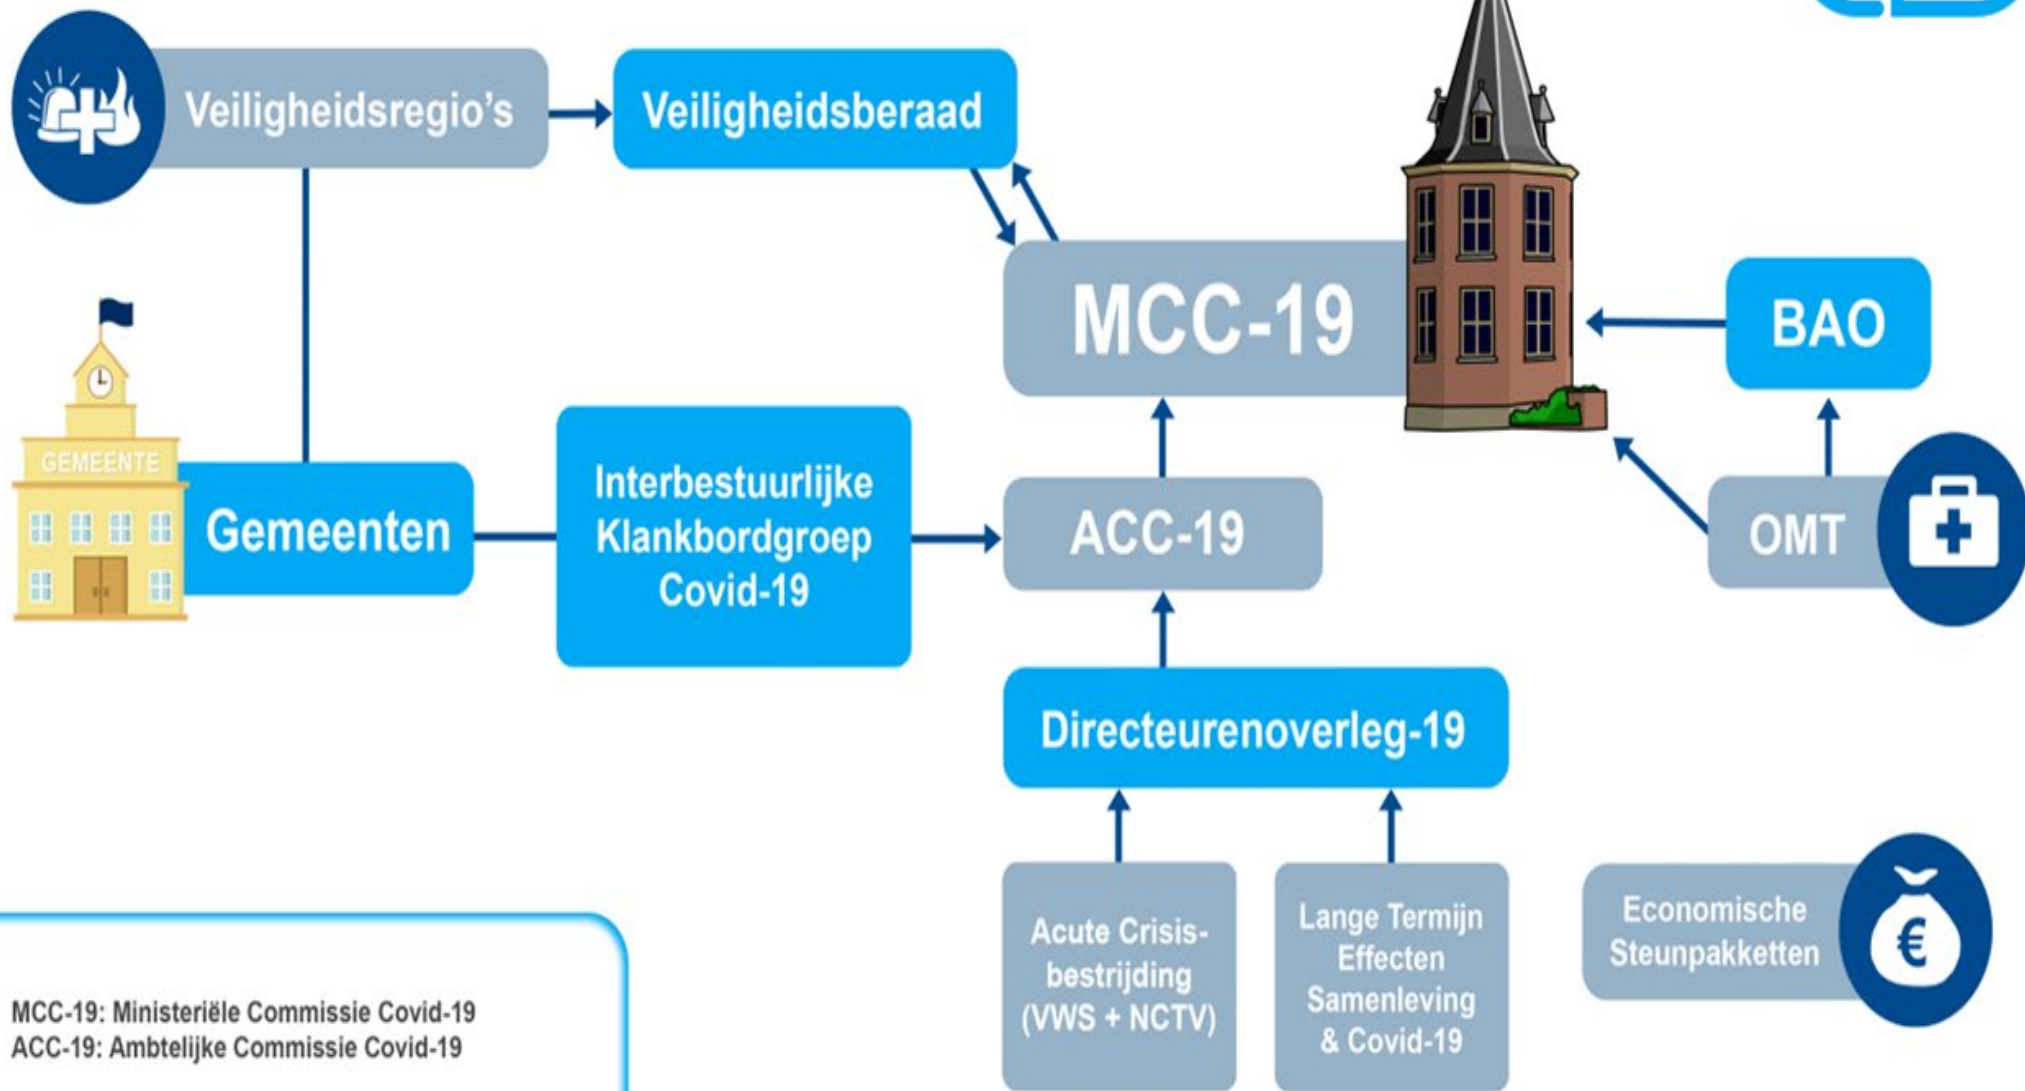 Veiligheidsregio's
Veiligheidsberaad
MCC-19
BAO
GEMEENTE
Gemeenten
Interbestuurlijke
Klankbordgroep
Covid-19
ACC-19
OMT
Directeurenoverleg-19
Acute Crisis-
bestrijding
(VWS + NCTV)
Lange Termijn
Effecten
Samenleving
& Covid-19
Economische
Steunpakketten
€
MCC-19: Ministeriële Commissie Covid-19
ACC-19: Ambtelijke Commissie Covid-19